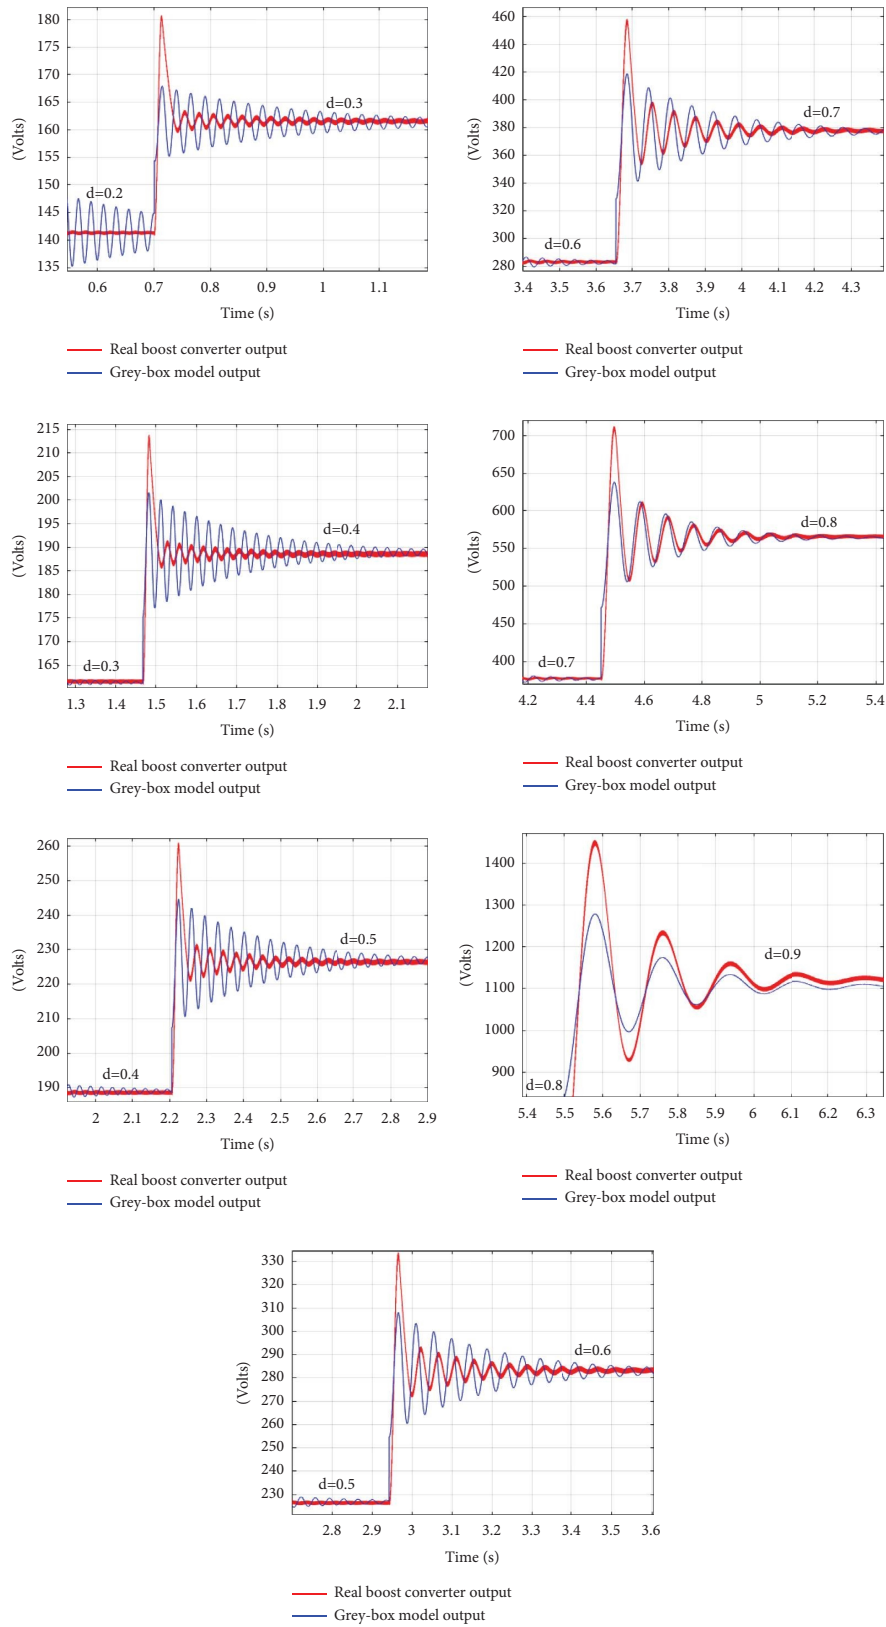 180
175
170
165
160
155
150
145
140
135
(Volts)
d=0.2
d=0.3
0.6 0.7 0.8 0.9 1 1.1
Time (s)
Real boost converter output
Grey-box model output
460
440
420
400
380
360
340
320
300
280
(Volts)
d=0.6
d=0.7
3.4 3.5 3.6 3.7 3.8 3.9 4 4.1 4.2 4.3
Time (s)
Real boost converter output
Grey-box model output
215
210
205
200
195
190
185
180
175
170
165
(Volts)
d=0.3
d=0.4
1.3 1.4 1.5 1.6 1.7 1.8 1.9 2 2.1
Time (s)
Real boost converter output
Grey-box model output
700
650
600
550
500
450
400
(Volts)
d=0.7
d=0.8
4.2 4.4 4.6 4.8 5 5.2 5.4
Time (s)
Real boost converter output
Grey-box model output
260
250
240
230
220
210
200
190
(Volts)
d=0.4
d=0.5
2 2.1 2.2 2.3 2.4 2.5 2.6 2.7 2.8 2.9
Time (s)
Real boost converter output
Grey-box model output
1400
1300
1200
1100
1000
900
(Volts)
d=0.8
d=0.9
5.4 5.5 5.6 5.7 5.8 5.9 6 6.1 6.2 6.3
Time (s)
Real boost converter output
Grey-box model output
330
320
310
300
290
280
270
260
250
240
230
(Volts)
d=0.5
d=0.6
2.8 2.9 3 3.1 3.2 3.3 3.4 3.5 3.6
Time (s)
Real boost converter output
Grey-box model output